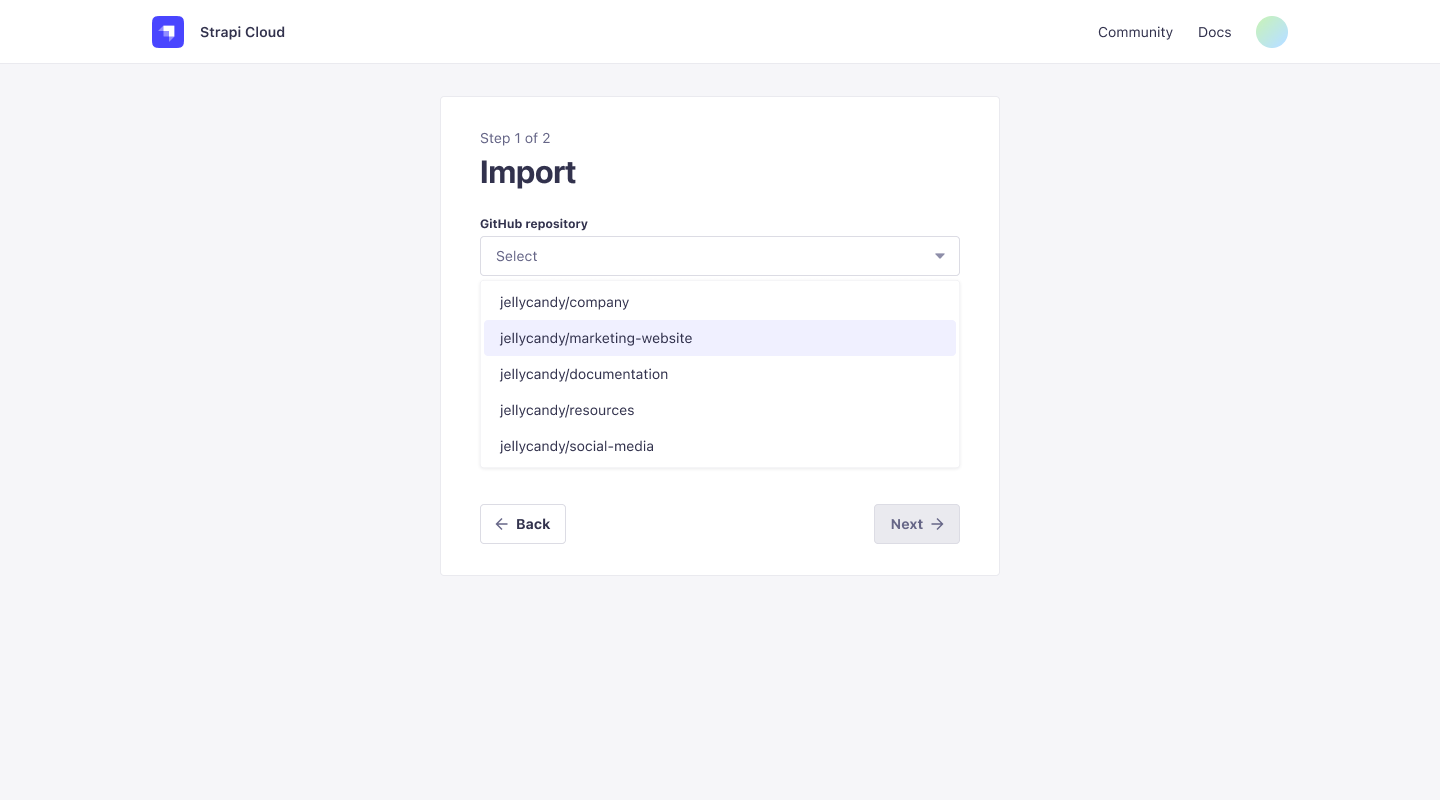 Strapi Cloud
Community
Docs
Step 1 of 2
Import
GitHub repository
Select
jellycandy/company
jellycandy/marketing-website
jellycandy/documentation
jellycandy/resources
jellycandy/social-media
Back
Next